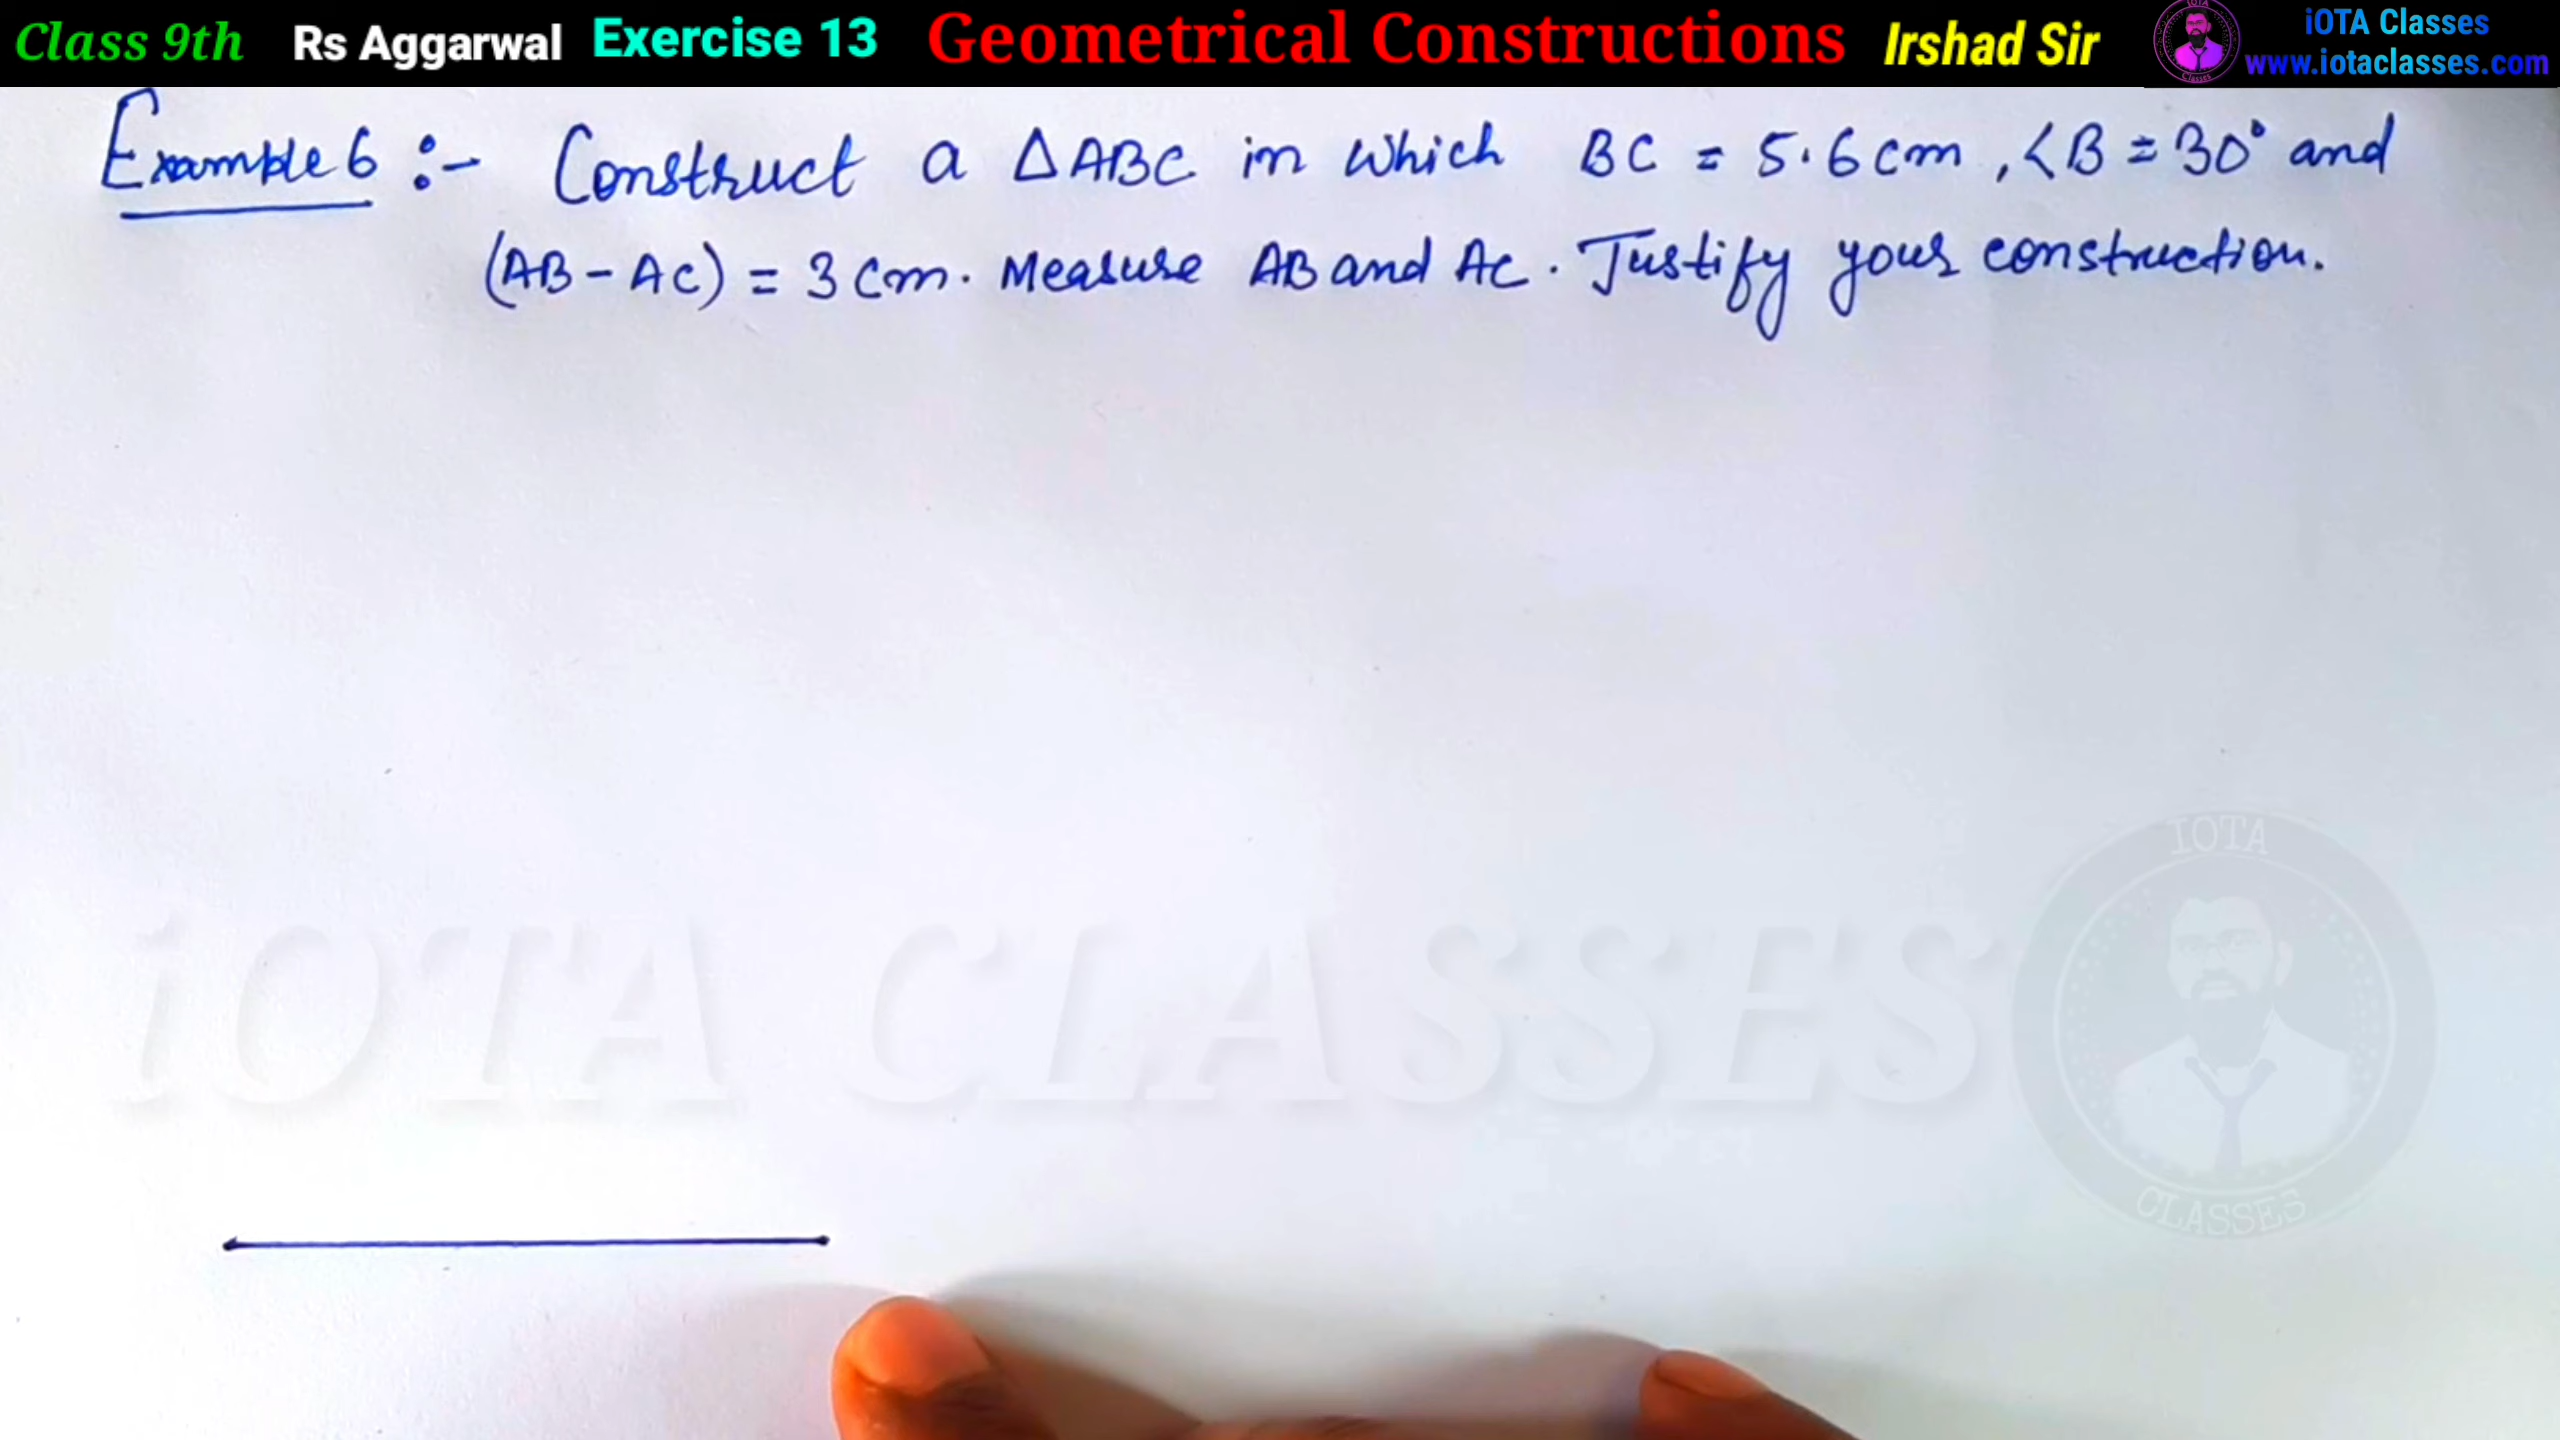 Class 9th Rs Aggarwal Exercise 13 Geometrical Constructions Irshad Sir iOTA Classes
www.iotaclasses.com
Example 6 :- Construct a △ABC in which BC = 5.6 cm, <B = 30° and
(AB - AC) = 3 cm. Measure AB and AC. Justify your construction.
IOTA
iOTA CLASSES
CLASSES